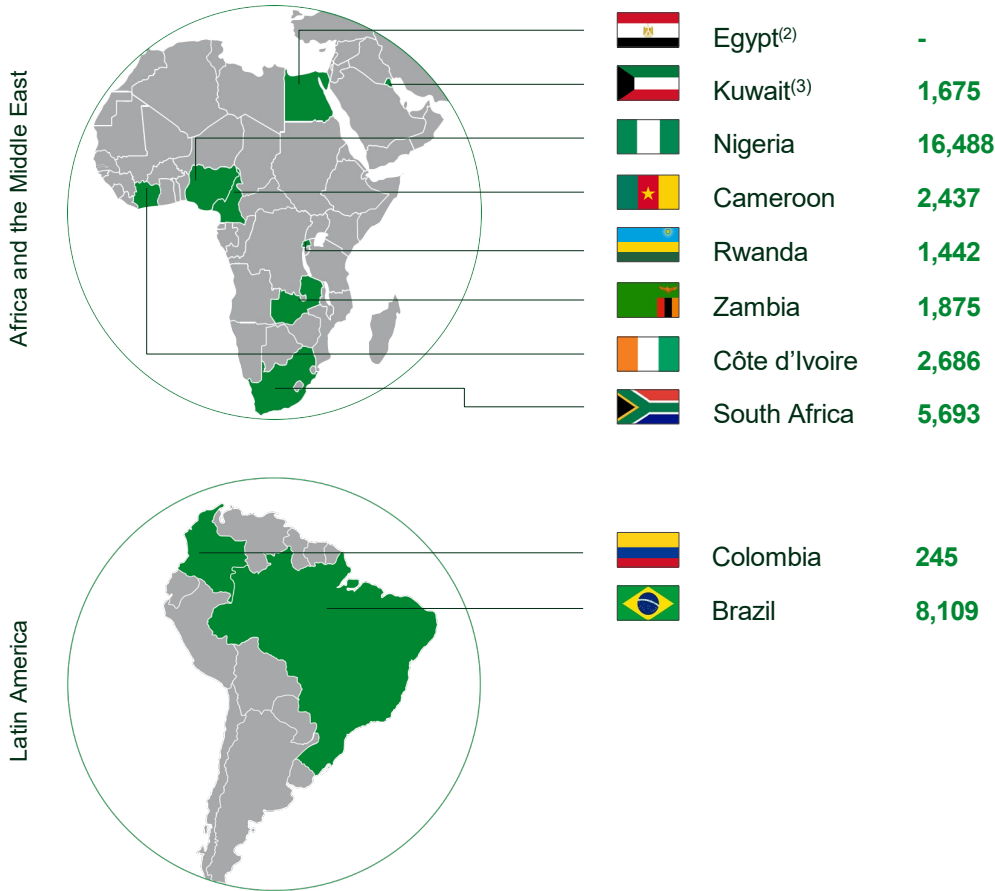 Africa and the Middle East
Egypt(2) -
Kuwait(3) 1,675
Nigeria 16,488
Cameroon 2,437
Rwanda 1,442
Zambia 1,875
Côte d’Ivoire 2,686
South Africa 5,693
Latin America
Colombia 245
Brazil 8,109